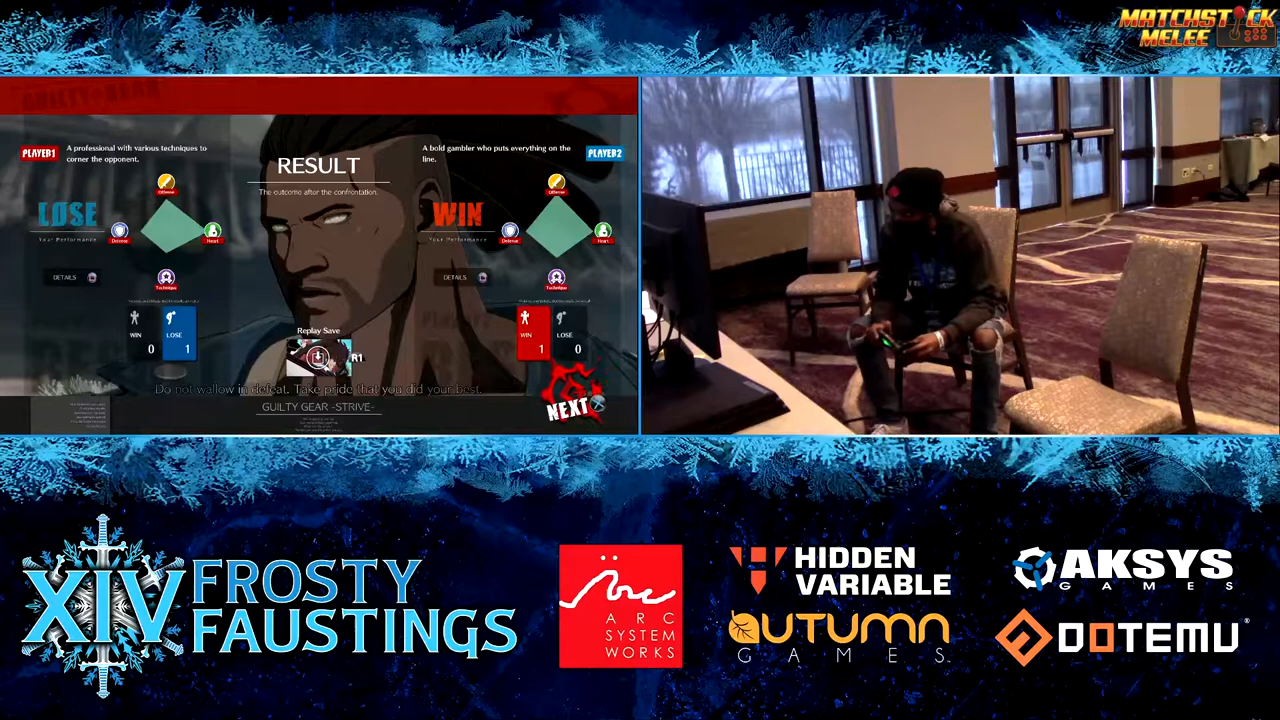 MATCHSTICK
MELEE
GUILTY GEAR
PLAYER1
A professional with various techniques to
corner the opponent.
RESULT
The outcome after the confrontation.
A bold gambler who puts everything on the
line.
PLAYER2
Offense
Offense
LOSE
Your Performance
Defense
Heart
WIN
Your Performance
Defense
Heart
DETAILS
DETAILS
Technique
Technique
WIN
0
LOSE
1
WIN
1
LOSE
0
Replay Save
R1
Do not wallow in defeat. Take pride that you did your best.
GUILTY GEAR -STRIVE-
NEXT
XIV FROSTY
FAUSTINGS
ARC
SYSTEM
WORKS
HIDDEN
VARIABLE
AUTUMN
GAMES
AKSYS
GAMES
DOTEMU